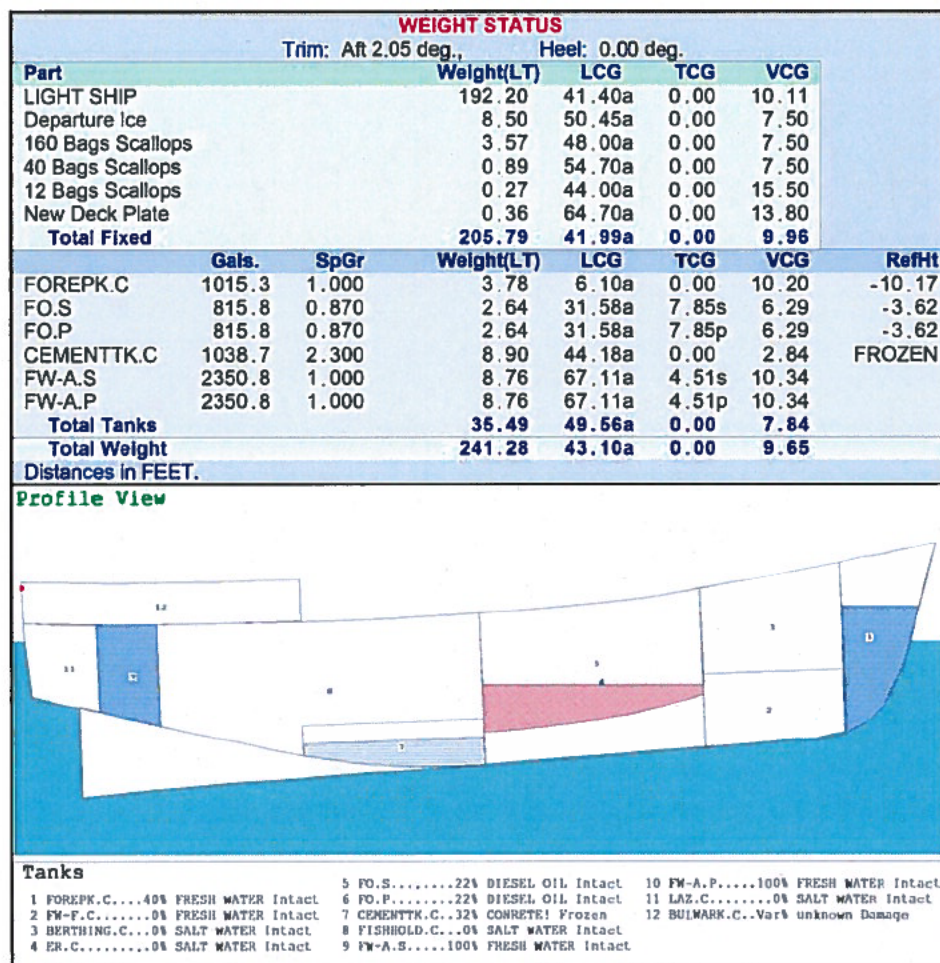 WEIGHT STATUS
Trim: Aft 2.05 deg., Heel: 0.00 deg.
Part Weight(LT) LCG TCG VCG
LIGHT SHIP 192.20 41.40a 0.00 10.11
Departure Ice 8.50 50.45a 0.00 7.50
160 Bags Scallops 3.57 48.00a 0.00 7.50
40 Bags Scallops 0.89 54.70a 0.00 7.50
12 Bags Scallops 0.27 44.00a 0.00 15.50
New Deck Plate 0.36 64.70a 0.00 13.80
Total Fixed 205.79 41.99a 0.00 9.96
Gals. SpGr Weight(LT) LCG TCG VCG RefHt
FOREPK.C 1015.3 1.000 3.78 6.10a 0.00 10.20 -10.17
FO.S 815.8 0.870 2.64 31.58a 7.85s 6.29 -3.62
FO.P 815.8 0.870 2.64 31.58a 7.85p 6.29 -3.62
CEMENTTK.C 1038.7 2.300 8.90 44.18a 0.00 2.84 FROZEN
FW-A.S 2350.8 1.000 8.76 67.11a 4.51s 10.34
FW-A.P 2350.8 1.000 8.76 67.11a 4.51p 10.34
Total Tanks 35.49 49.56a 0.00 7.84
Total Weight 241.28 43.10a 0.00 9.65
Distances in FEET.
Profile View
12
3
1
11
5
4
2
7
Tanks
1 FOREPK.C....40% FRESH WATER Intact
2 FW-F.C.......0% FRESH WATER Intact
3 BERTHING.C...0% SALT WATER Intact
4 ER.C.........0% SALT WATER Intact
5 FO.S........22% DIESEL OIL Intact
6 FO.P........22% DIESEL OIL Intact
7 CEMENTTK.C..32% CONRETE! Frozen
8 FISHHOLD.C...0% SALT WATER Intact
9 FW-A.S.....100% FRESH WATER Intact
10 FW-A.P.....100% FRESH WATER Intact
11 LAZ.C........0% SALT WATER Intact
12 BULWARK.C..Var% unknown Damage